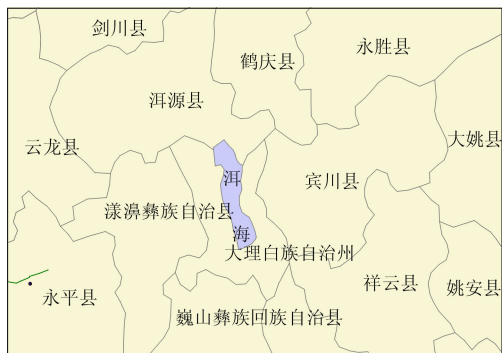 剑川县
永胜县
鹤庆县
洱源县
大姚县
云龙县
洱
宾川县
漾濞彝族自治县
海
大理白族自治州
祥云县
姚安县
永平县
巍山彝族回族自治县